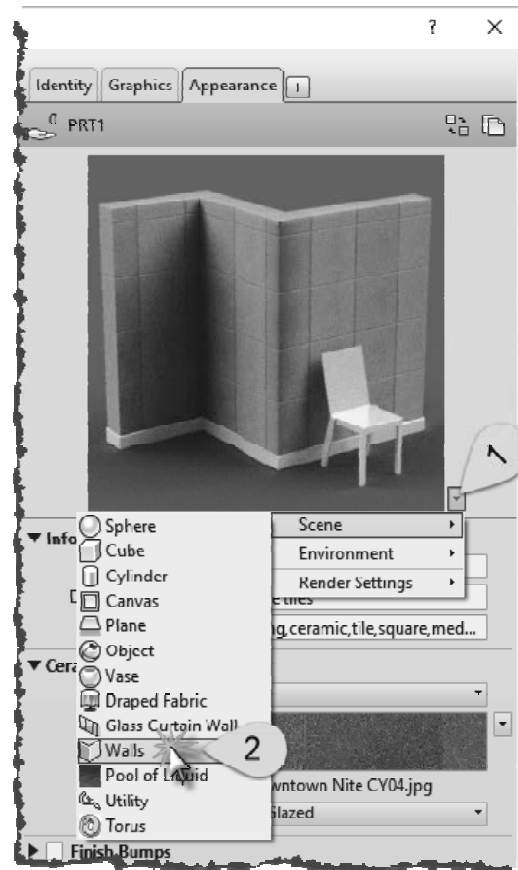 ?
Identity Graphics Appearance
0 PRT1
1
Scene
Environment
Render Settings
Sphere
Cube
Cylinder
Canvas
Plane
Object
Vase
Draped Fabric
Glass Curtain Wall
Walls
Pool of Liquid
Utility
Torus
2
Info
D
e tiles
ng,ceramic,tile,square,med...
Cera
wntown Nite CY04.jpg
Glazed
Finish Bumps